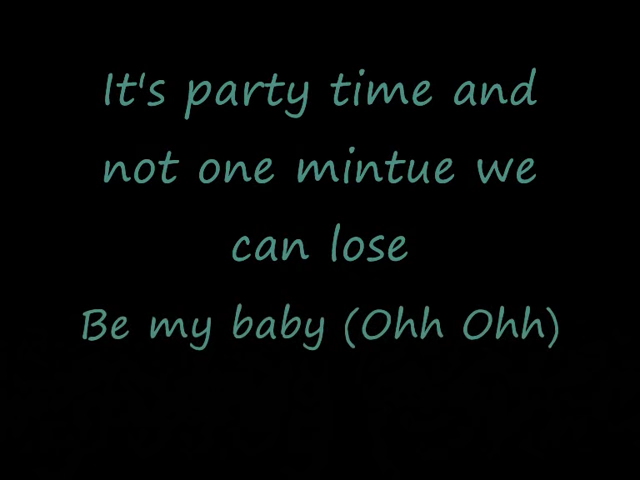 It's party time and
not one mintue we
can lose
Be my baby (Ohh Ohh)